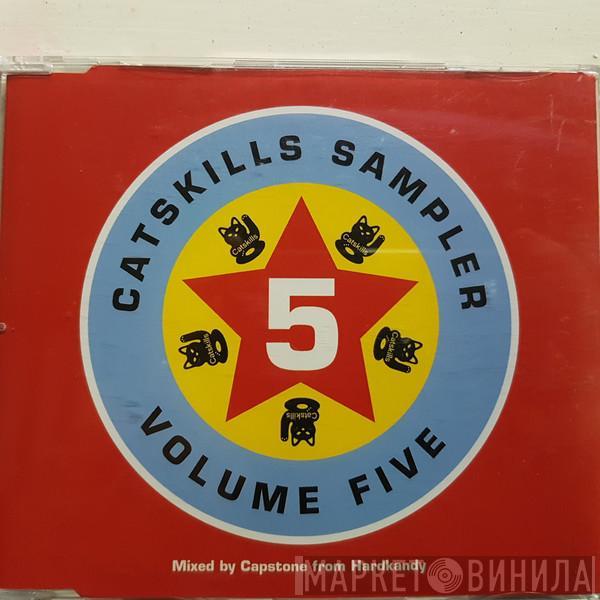 CATSKILLS SAMPLER
Catskills
Catskills
5
Catskills
Catskills
Catskills
VOLUME FIVE
Mixed by Capstone from Hardkandy
МАРКЕТ ВИНИЛА